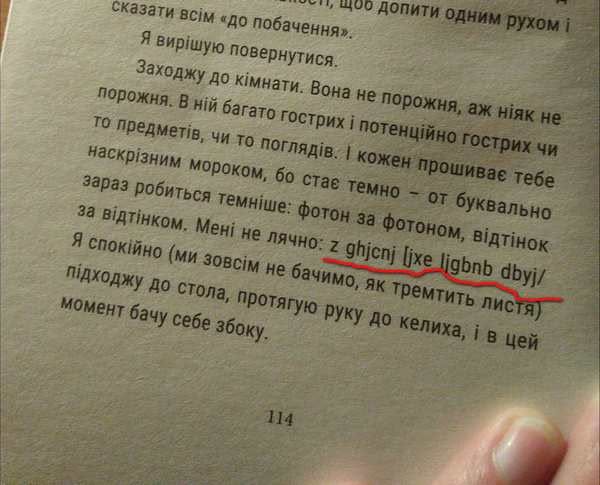 сказати всім «до побачення».
Я вирішую повернутися.
Заходжу до кімнати. Вона не порожня, аж ніяк не
порожня. В ній багато гострих і потенційно гострих чи
то предметів, чи то поглядів. І кожен прошиває тебе
наскрізним мороком, бо стає темно – от буквально
зараз робиться темніше: фотон за фотоном, відтінок
за відтінком. Мені не лячно: z ghjcnj [jxe ljgbnb dbyj/
Я спокійно (ми зовсім не бачимо, як тремтить листя)
підходжу до стола, протягую руку до келиха, і в цей
момент бачу себе збоку.
114